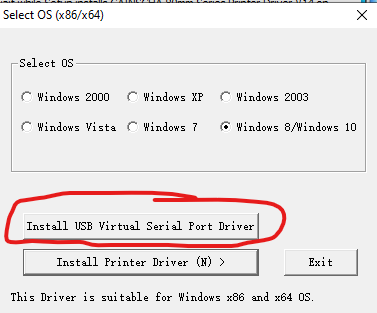 Select OS (x86/x64)
Select OS
Windows 2000 Windows XP Windows 2003
Windows Vista Windows 7 Windows 8/Windows 10
Install USB Virtual Serial Port Driver
Install Printer Driver (N) > Exit
This Driver is suitable for Windows x86 and x64 OS.